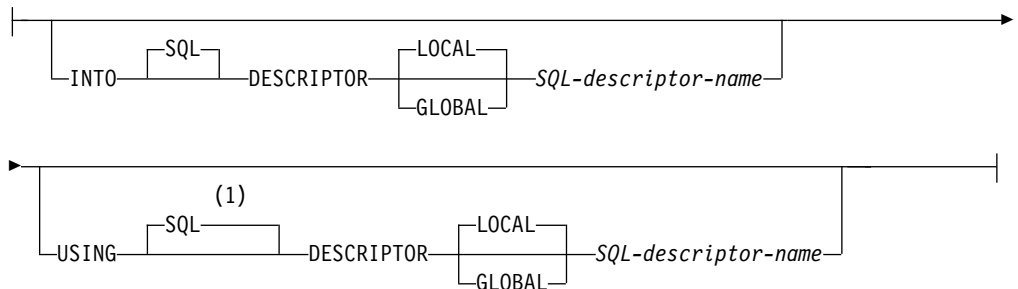 SQL LOCAL
INTO DESCRIPTOR SQL-descriptor-name
GLOBAL
(1)
SQL LOCAL
USING DESCRIPTOR SQL-descriptor-name
GLOBAL